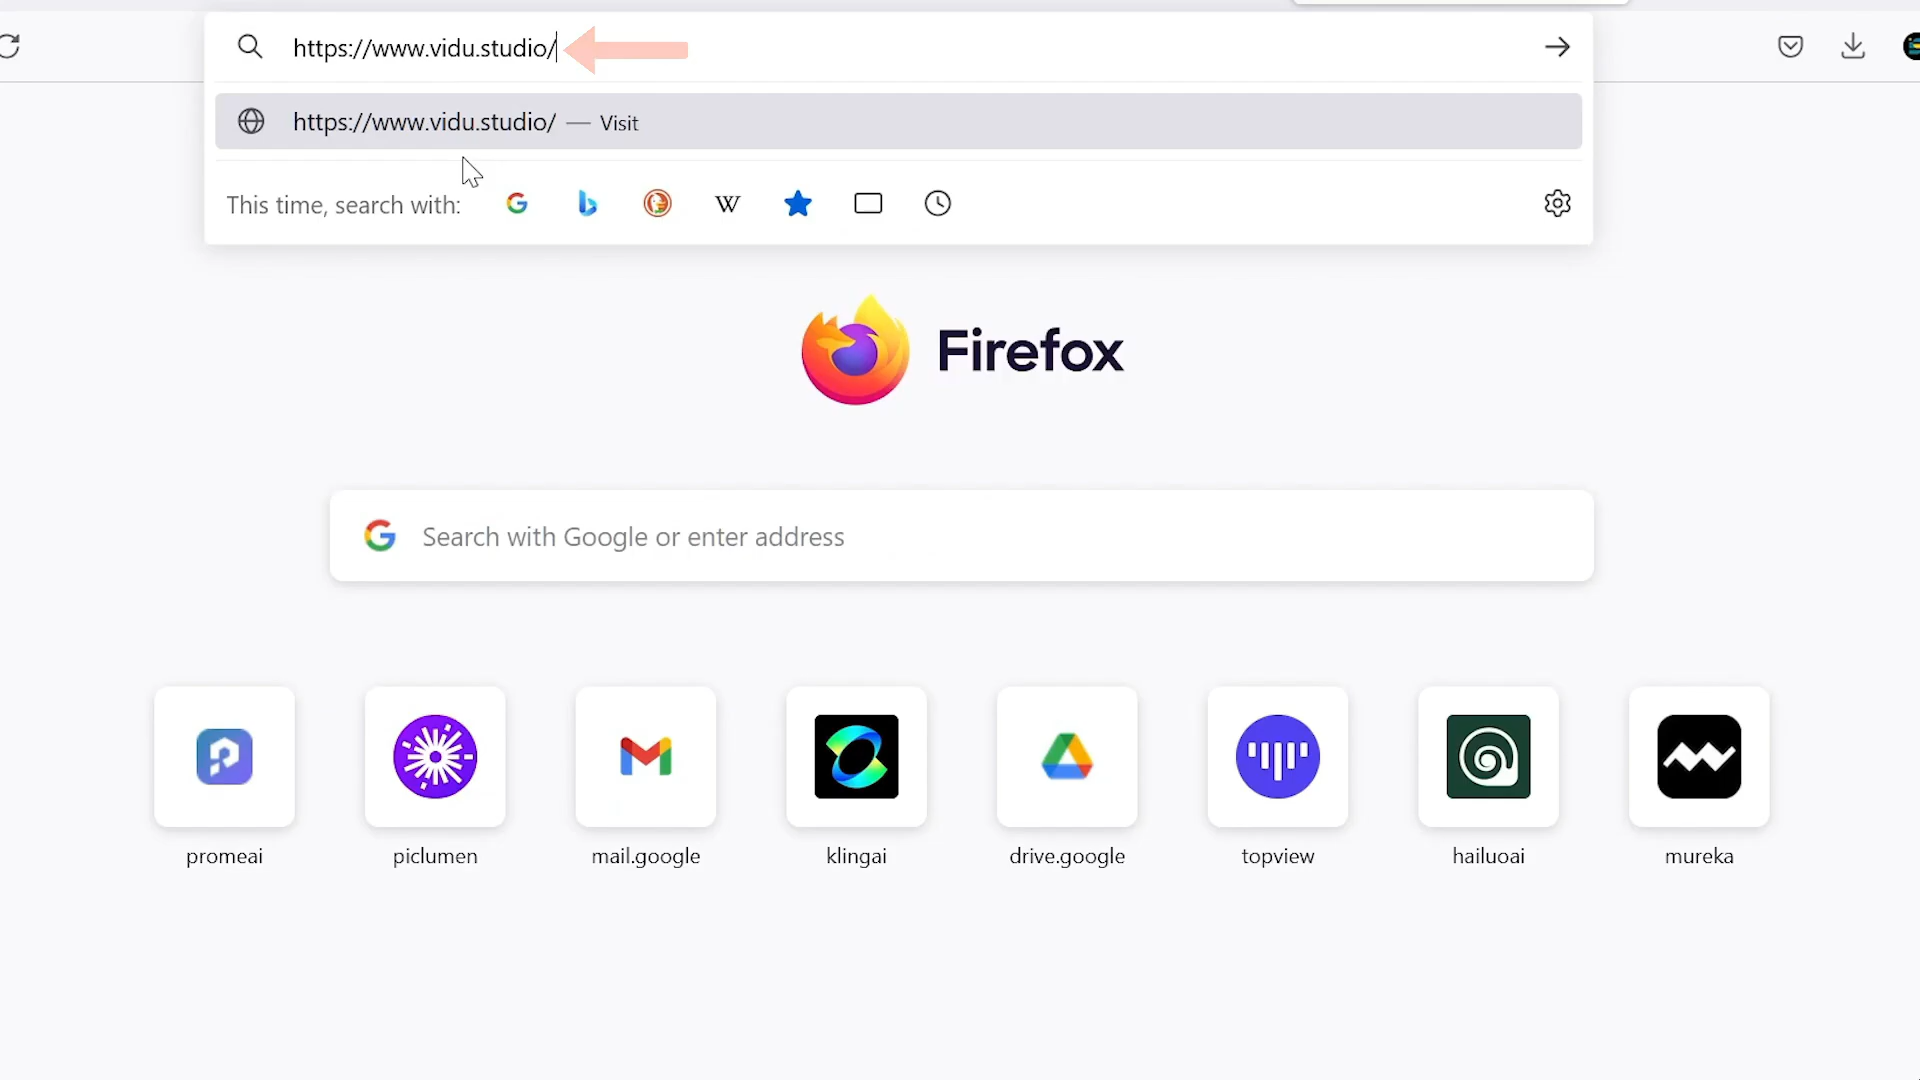 https://www.vidu.studio/
https://www.vidu.studio/ — Visit
This time, search with:
Firefox
Search with Google or enter address
promeai
piclumen
mail.google
klingai
drive.google
topview
hailuoai
mureka